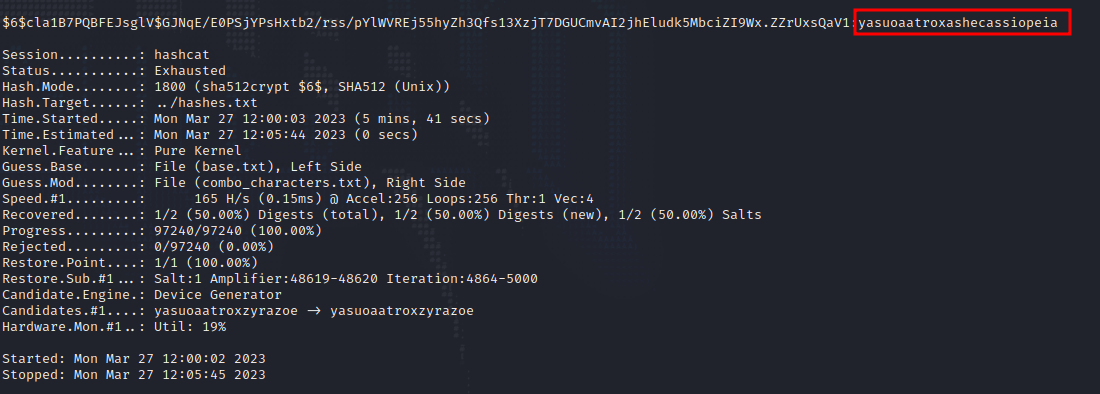 $6$cla1B7PQBFEJsglV$GJNqE/E0PSjYPsHxtb2/rss/pYlWVREj55hyZh3Qfs13XzjT7DGUCmvAI2jhEludk5MbciZI9Wx.ZZrUxsQaV1:yasuoaatroxashecassiopeia
Session..........: hashcat
Status...........: Exhausted
Hash.Mode........: 1800 (sha512crypt $6$, SHA512 (Unix))
Hash.Target......: ../hashes.txt
Time.Started.....: Mon Mar 27 12:00:03 2023 (5 mins, 41 secs)
Time.Estimated...: Mon Mar 27 12:05:44 2023 (0 secs)
Kernel.Feature...: Pure Kernel
Guess.Base.......: File (base.txt), Left Side
Guess.Mod........: File (combo_characters.txt), Right Side
Speed.#1.........:      165 H/s (0.15ms) @ Accel:256 Loops:256 Thr:1 Vec:4
Recovered........: 1/2 (50.00%) Digests (total), 1/2 (50.00%) Digests (new), 1/2 (50.00%) Salts
Progress.........: 97240/97240 (100.00%)
Rejected.........: 0/97240 (0.00%)
Restore.Point....: 1/1 (100.00%)
Restore.Sub.#1...: Salt:1 Amplifier:48619-48620 Iteration:4864-5000
Candidate.Engine.: Device Generator
Candidates.#1....: yasuoaatroxzyrazoe -> yasuoaatroxzyrazoe
Hardware.Mon.#1..: Util: 19%
Started: Mon Mar 27 12:00:02 2023
Stopped: Mon Mar 27 12:05:45 2023